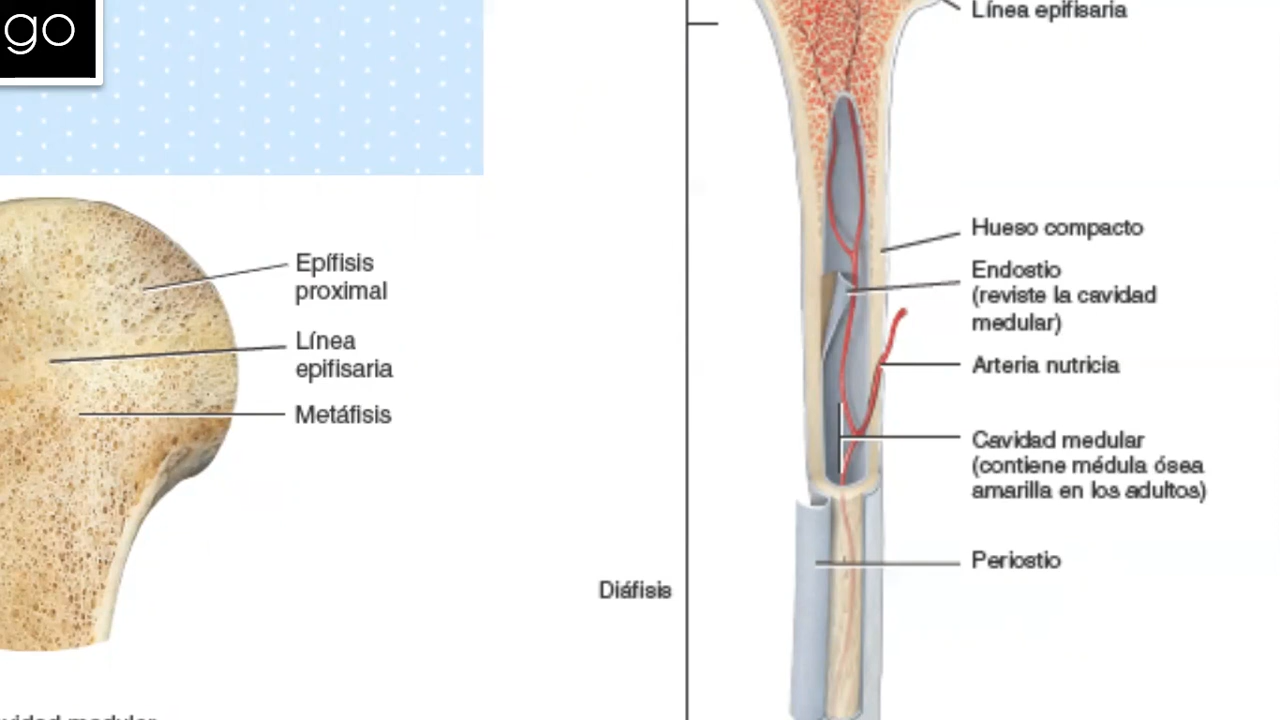 go
Línea epifisaria
Epífisis
proximal
Línea
epifisaria
Metáfisis
Hueso compacto
Endostio
(reviste la cavidad
medular)
Arteria nutricia
Cavidad medular
(contiene médula ósea
amarilla en los adultos)
Periostio
Diáfisis